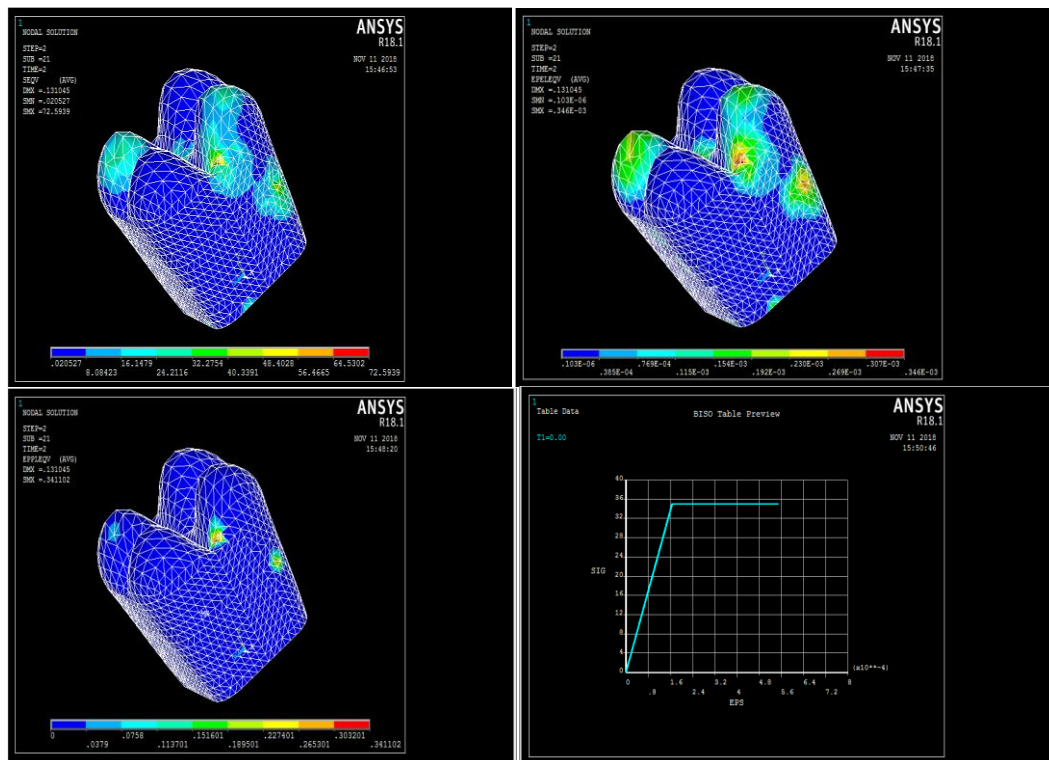 1
NODAL SOLUTION
STEP=2
SUB =21
TIME=2
SEQV (AVG)
DMX =.131045
SMN =.020527
SMX =72.5939
ANSYS
R18.1
NOV 11 2018
15:46:53
.020527 16.1479 32.2754 48.4028 64.5302
8.08423 24.2116 40.3391 56.4665 72.5939
1
NODAL SOLUTION
STEP=2
SUB =21
TIME=2
EPELEQV (AVG)
DMX =.131045
SMN =.103E-06
SMX =.346E-03
ANSYS
R18.1
NOV 11 2018
15:47:35
.103E-06 .769E-04 .154E-03 .230E-03 .307E-03
.385E-04 .115E-03 .192E-03 .269E-03 .346E-03
1
NODAL SOLUTION
STEP=2
SUB =21
TIME=2
EPPLEQV (AVG)
DMX =.131045
SMX =.341102
ANSYS
R18.1
NOV 11 2018
15:48:20
0 .0758 .151601 .227401 .303201
.0379 .113701 .189501 .265301 .341102
1
Table Data
BISO Table Preview
T1=0.00
ANSYS
R18.1
NOV 11 2018
15:50:46
40
36
32
28
24
SIG
20
16
12
8
4
0
(x10**-4)
0 1.6 3.2 4.8 6.4 8
.8 2.4 4 5.6 7.2
EPS